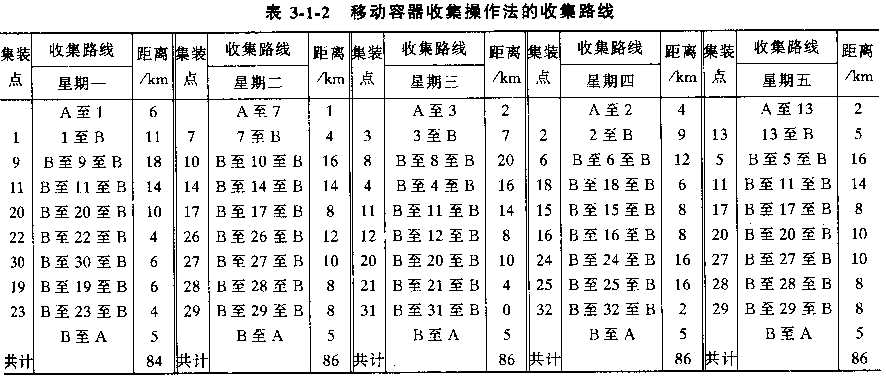 表 3-1-2 移动容器收集操作法的收集路线
集装点 收集路线 距离/km 集装点 收集路线 距离/km 集装点 收集路线 距离/km 集装点 收集路线 距离/km 集装点 收集路线 距离/km
星期一 星期二 星期三 星期四 星期五
A至1 6 A至7 1 A至3 2 A至2 4 A至13 2
1 1至B 11 7 7至B 4 3 3至B 7 2 2至B 9 13 13至B 5
9 B至9至B 18 10 B至10至B 16 8 B至8至B 20 6 B至6至B 12 5 B至5至B 16
11 B至11至B 14 14 B至14至B 14 4 B至4至B 16 18 B至18至B 6 11 B至11至B 14
20 B至20至B 10 17 B至17至B 8 11 B至11至B 14 15 B至15至B 8 17 B至17至B 8
22 B至22至B 4 26 B至26至B 12 12 B至12至B 8 16 B至16至B 8 20 B至20至B 10
30 B至30至B 6 27 B至27至B 10 20 B至20至B 10 24 B至24至B 16 27 B至27至B 10
19 B至19至B 6 28 B至28至B 8 21 B至21至B 4 25 B至25至B 16 28 B至28至B 8
23 B至23至B 4 29 B至29至B 8 31 B至31至B 0 32 B至32至B 2 29 B至29至B 8
B至A 5 B至A 5 B至A 5 B至A 5 B至A 5
共计 84 共计 86 共计 86 共计 86 共计 86